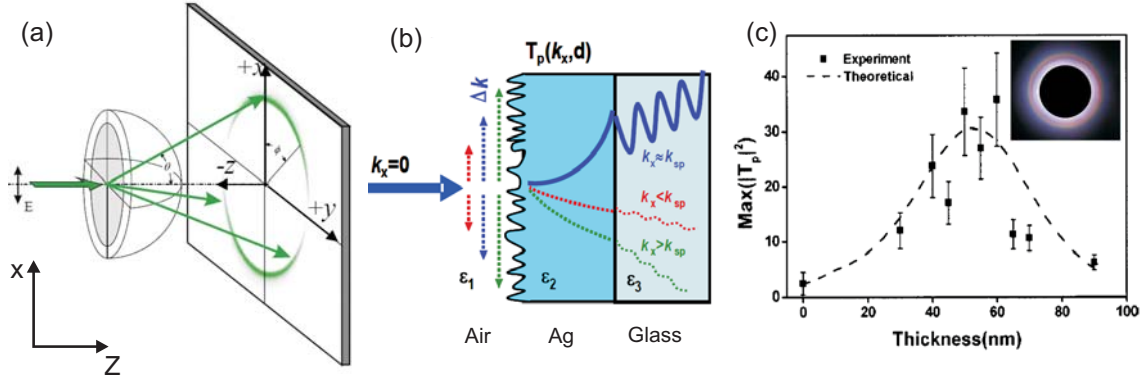 (a)
+x
θ
ø
-z
+y
E
x
Z
(b)
Tₚ(kₓ,d)
Δk
kₓ=0
kₓ≈kₛₚ
kₓ<kₛₚ
kₓ>kₛₚ
ε₁
ε₂
ε₃
Air
Ag
Glass
(c)
Max(|Tₚ|²)
40
30
20
10
0
Experiment
Theoretical
0 20 40 60 80 100
Thickness(nm)